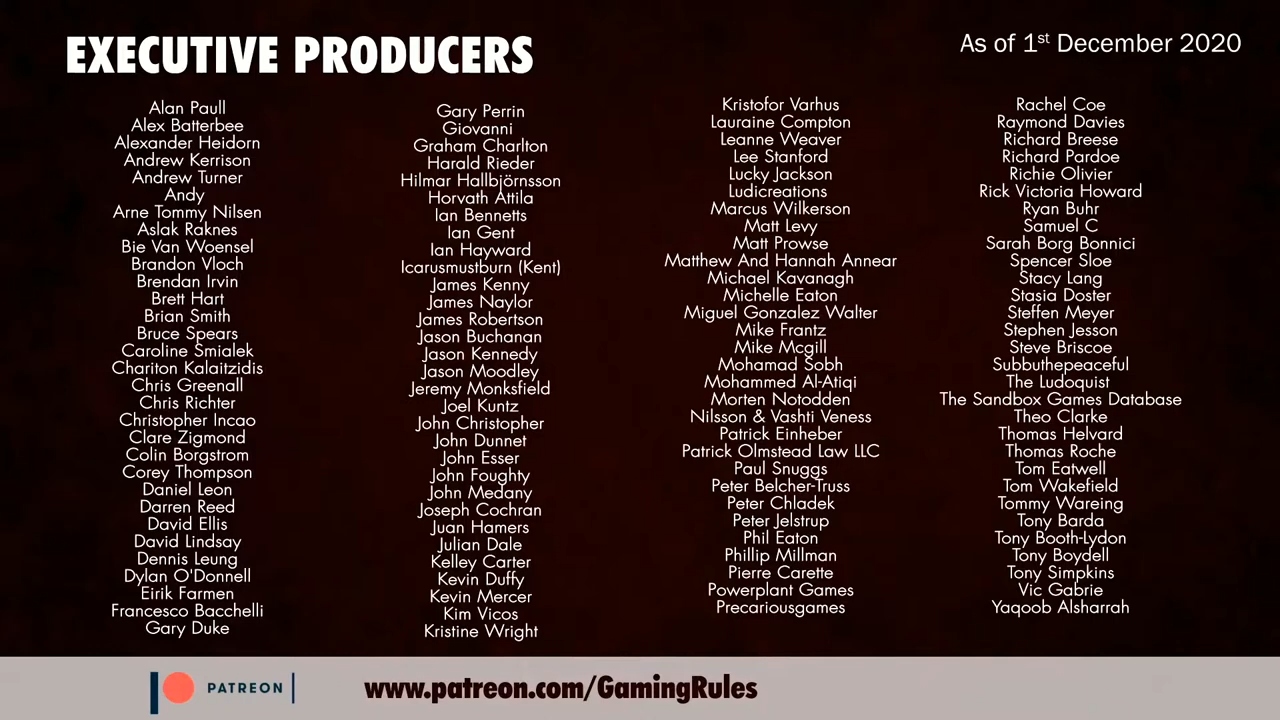 EXECUTIVE PRODUCERS
As of 1st December 2020
Alan Paull
Alex Batterbee
Alexander Heidorn
Andrew Kerrison
Andrew Turner
Andy
Arne Tommy Nilsen
Aslak Raknes
Bie Van Woensel
Brandon Vloch
Brendan Irvin
Brett Hart
Brian Smith
Bruce Spears
Caroline Smialek
Chariton Kalaitzidis
Chris Greenall
Chris Richter
Christopher Incao
Clare Zigmond
Colin Borgstrom
Corey Thompson
Daniel Leon
Darren Reed
David Ellis
David Lindsay
Dennis Leung
Dylan O'Donnell
Eirik Farmen
Francesco Bacchelli
Gary Duke
Gary Perrin
Giovanni
Graham Charlton
Harald Rieder
Hilmar Hallbjörnsson
Horvath Attila
Ian Bennetts
Ian Gent
Ian Hayward
Icarusmustburn (Kent)
James Kenny
James Naylor
James Robertson
Jason Buchanan
Jason Kennedy
Jason Moodley
Jeremy Monksfield
Joel Kuntz
John Christopher
John Dunnet
John Esser
John Foughty
John Medany
Joseph Cochran
Juan Hamers
Julian Dale
Kelley Carter
Kevin Duffy
Kevin Mercer
Kim Vicos
Kristine Wright
Kristofor Varhus
Lauraine Compton
Leanne Weaver
Lee Stanford
Lucky Jackson
Ludicreations
Marcus Wilkerson
Matt Levy
Matt Prowse
Matthew And Hannah Annear
Michael Kavanagh
Michelle Eaton
Miguel Gonzalez Walter
Mike Frantz
Mike Mcgill
Mohamad Sobh
Mohammed Al-Atiqi
Morten Notodden
Nilsson & Vashti Veness
Patrick Einheber
Patrick Olmstead Law LLC
Paul Snuggs
Peter Belcher-Truss
Peter Chladek
Peter Jelstrup
Phil Eaton
Phillip Millman
Pierre Carette
Powerplant Games
Precariousgames
Rachel Coe
Raymond Davies
Richard Breese
Richard Pardoe
Richie Olivier
Rick Victoria Howard
Ryan Buhr
Samuel C
Sarah Borg Bonnici
Spencer Sloe
Stacy Lang
Stasia Doster
Steffen Meyer
Stephen Jesson
Steve Briscoe
Subbuthepeaceful
The Ludoquist
The Sandbox Games Database
Theo Clarke
Thomas Helvard
Thomas Roche
Tom Eatwell
Tom Wakefield
Tommy Wareing
Tony Barda
Tony Booth-Lydon
Tony Boydell
Tony Simpkins
Vic Gabrie
Yaqoob Alsharrah
PATREON
www.patreon.com/GamingRules